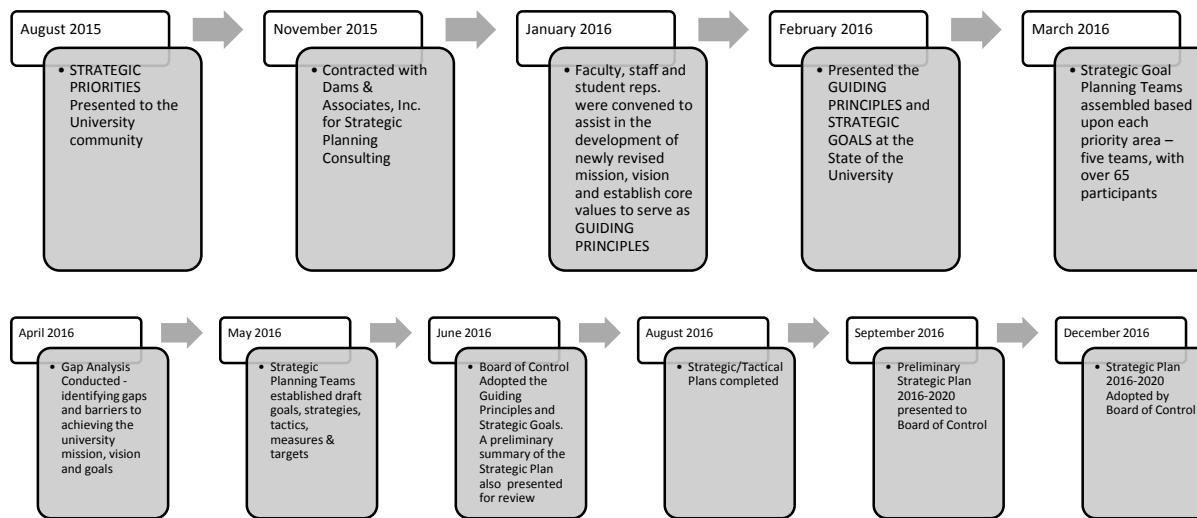 August 2015
• STRATEGIC
PRIORITIES
Presented to the
University
community
November 2015
• Contracted with
Dams &
Associates, Inc.
for Strategic
Planning
Consulting
January 2016
• Faculty, staff and
student reps.
were convened to
assist in the
development of
newly revised
mission, vision
and establish core
values to serve as
GUIDING
PRINCIPLES
February 2016
• Presented the
GUIDING
PRINCIPLES and
STRATEGIC
GOALS at the
State of the
University
March 2016
• Strategic Goal
Planning Teams
assembled based
upon each
priority area –
five teams, with
over 65
participants
April 2016
• Gap Analysis
Conducted -
identifying gaps
and barriers to
achieving the
university
mission, vision
and goals
May 2016
• Strategic
Planning Teams
established draft
goals, strategies,
tactics,
measures &
targets
June 2016
• Board of Control
Adopted the
Guiding
Principles and
Strategic Goals.
A preliminary
summary of the
Strategic Plan
also presented
for review
August 2016
• Strategic/Tactical
Plans completed
September 2016
• Preliminary
Strategic Plan
2016-2020
presented to
Board of Control
December 2016
• Strategic Plan
2016-2020
Adopted by
Board of Control